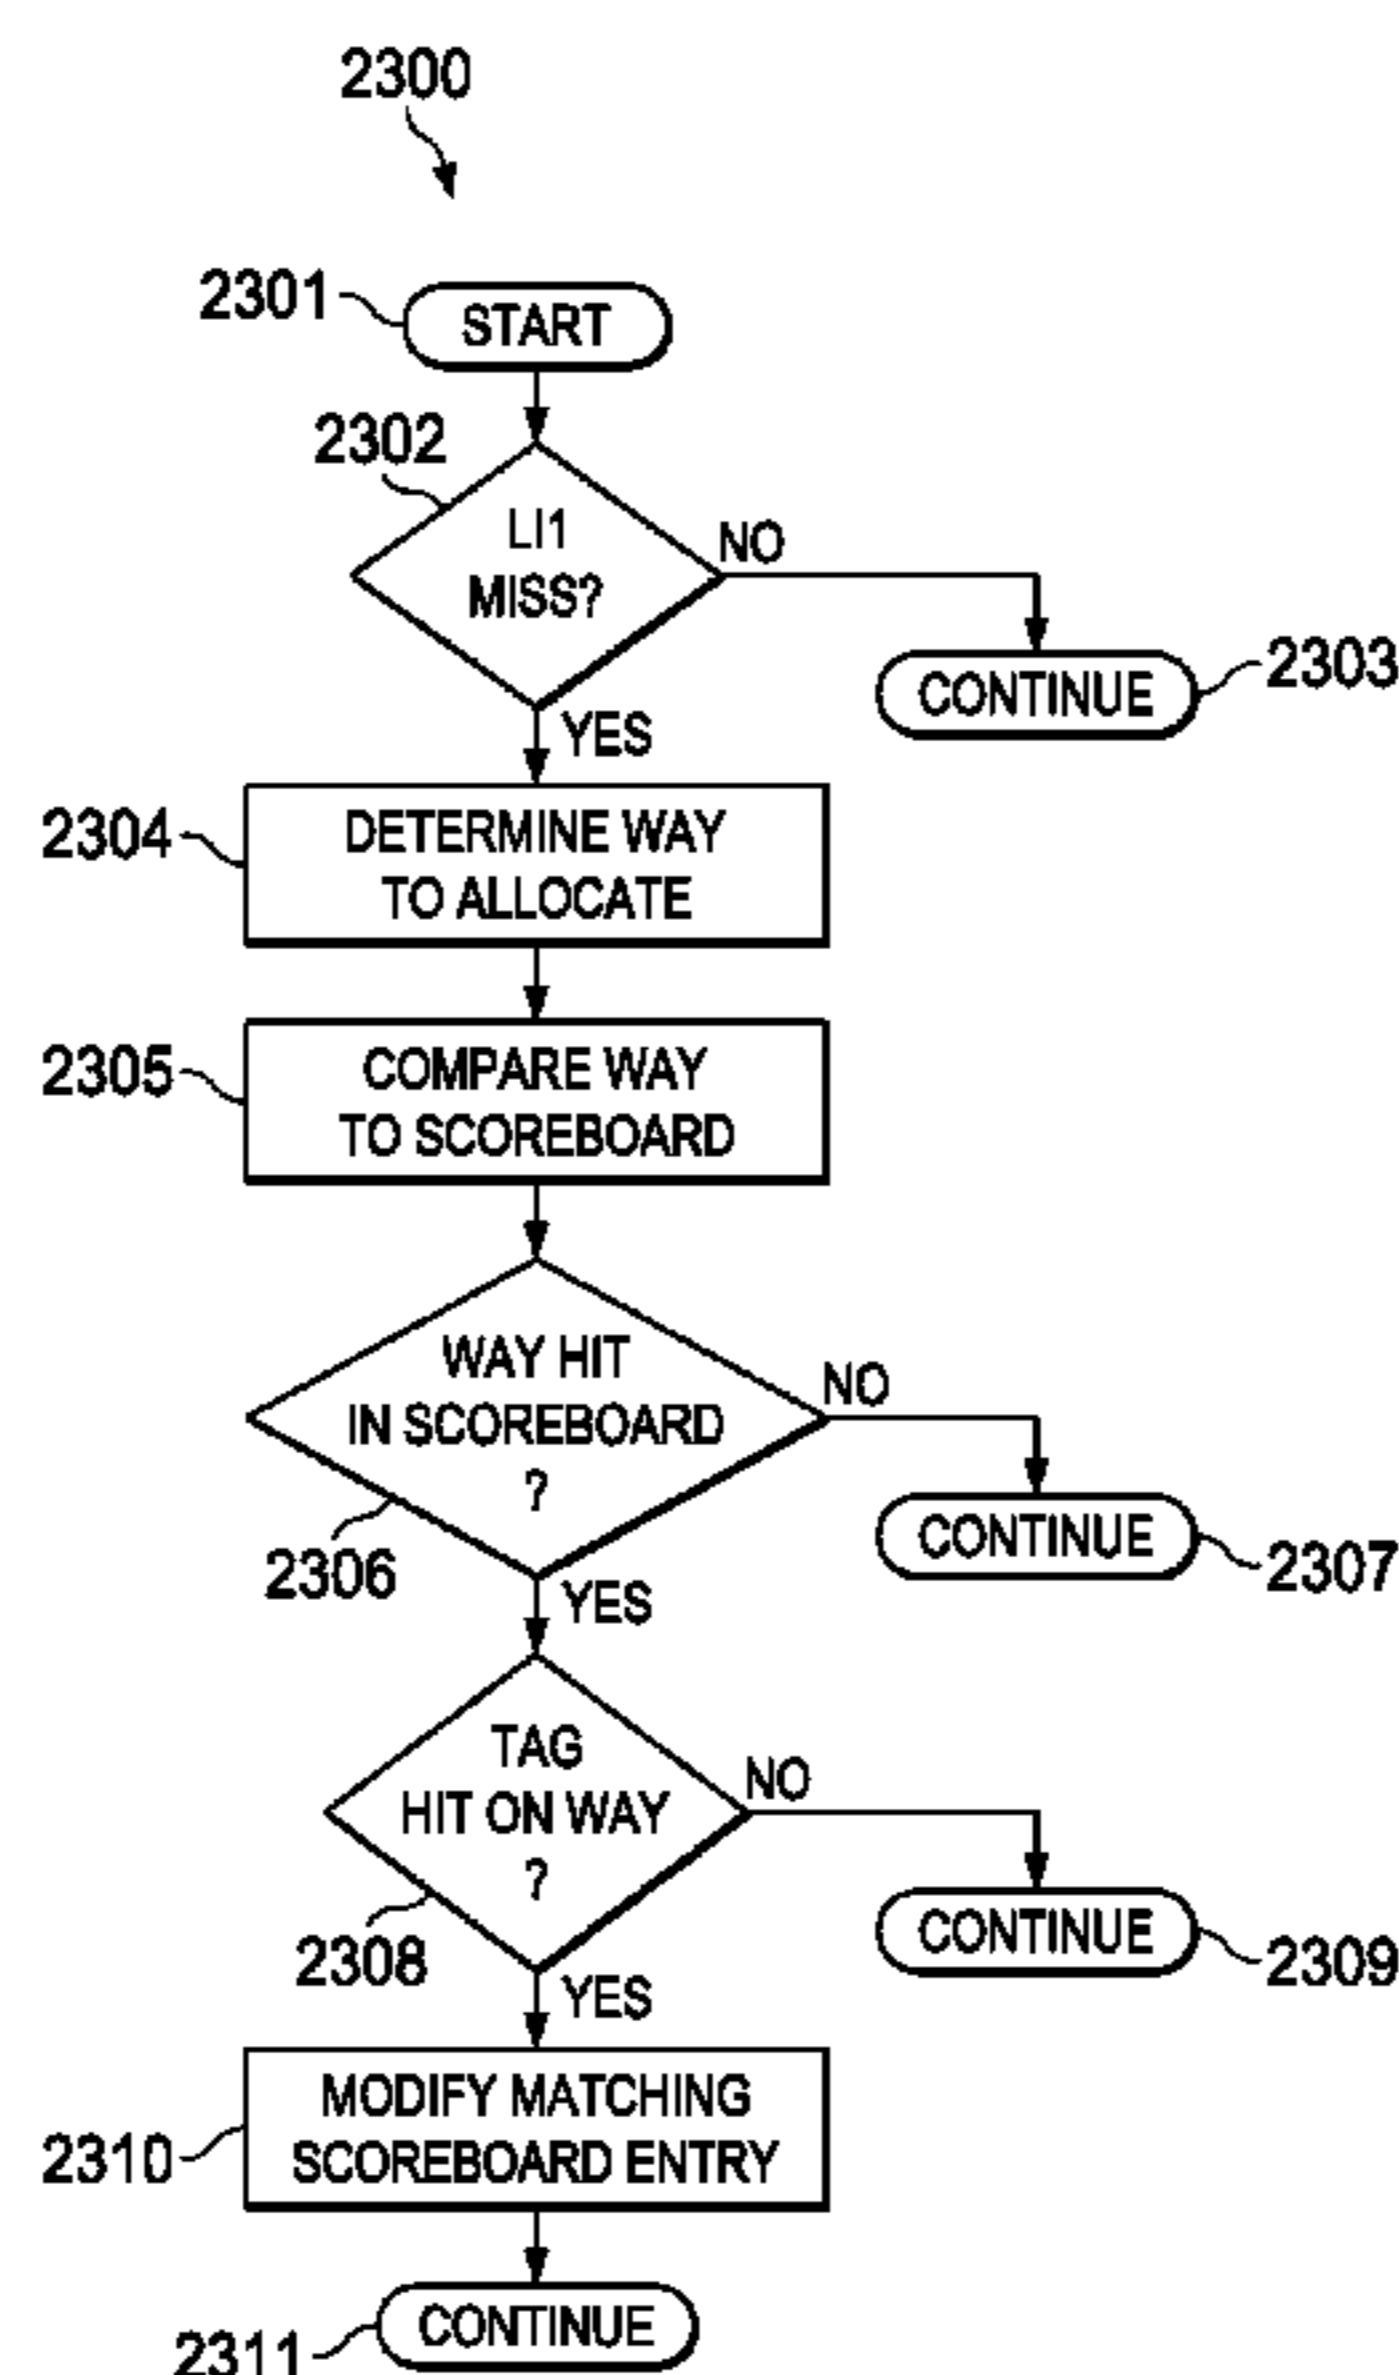 2300
2301
START
2302
LI1
MISS?
NO
2303
CONTINUE
YES
2304
DETERMINE WAY
TO ALLOCATE
2305
COMPARE WAY
TO SCOREBOARD
WAY HIT
IN SCOREBOARD
?
NO
2306
CONTINUE
2307
YES
TAG
HIT ON WAY
?
NO
2308
CONTINUE
2309
YES
2310
MODIFY MATCHING
SCOREBOARD ENTRY
CONTINUE
2311